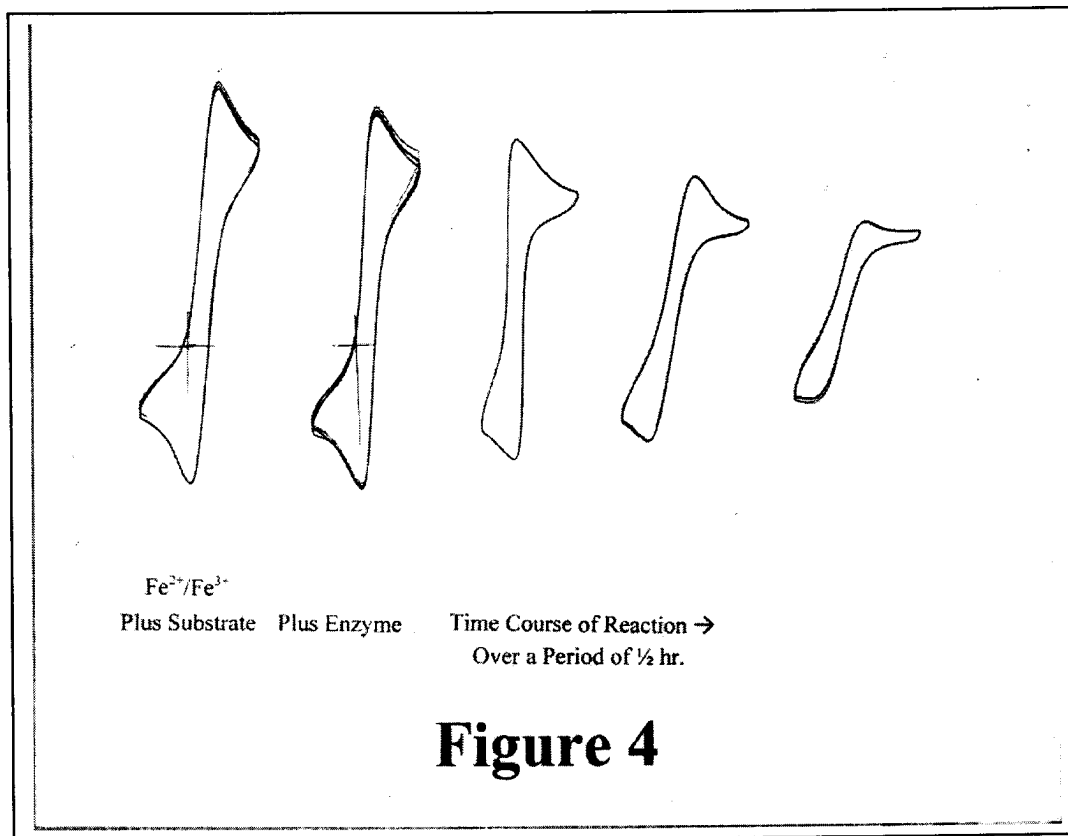 Fe²⁺/Fe³⁺
Plus Substrate Plus Enzyme Time Course of Reaction →
Over a Period of ½ hr.
Figure 4